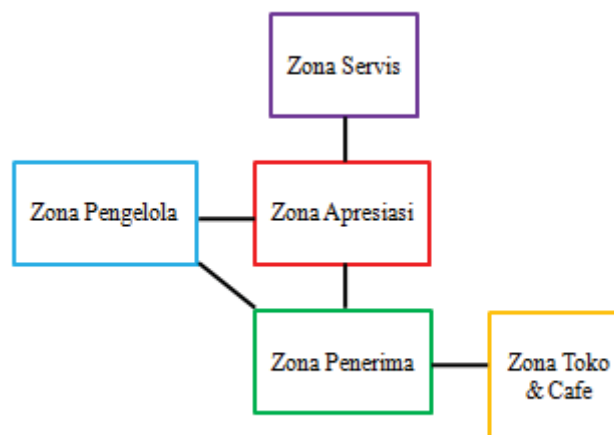 Zona Servis
Zona Pengelola
Zona Apresiasi
Zona Penerima
Zona Toko
& Cafe